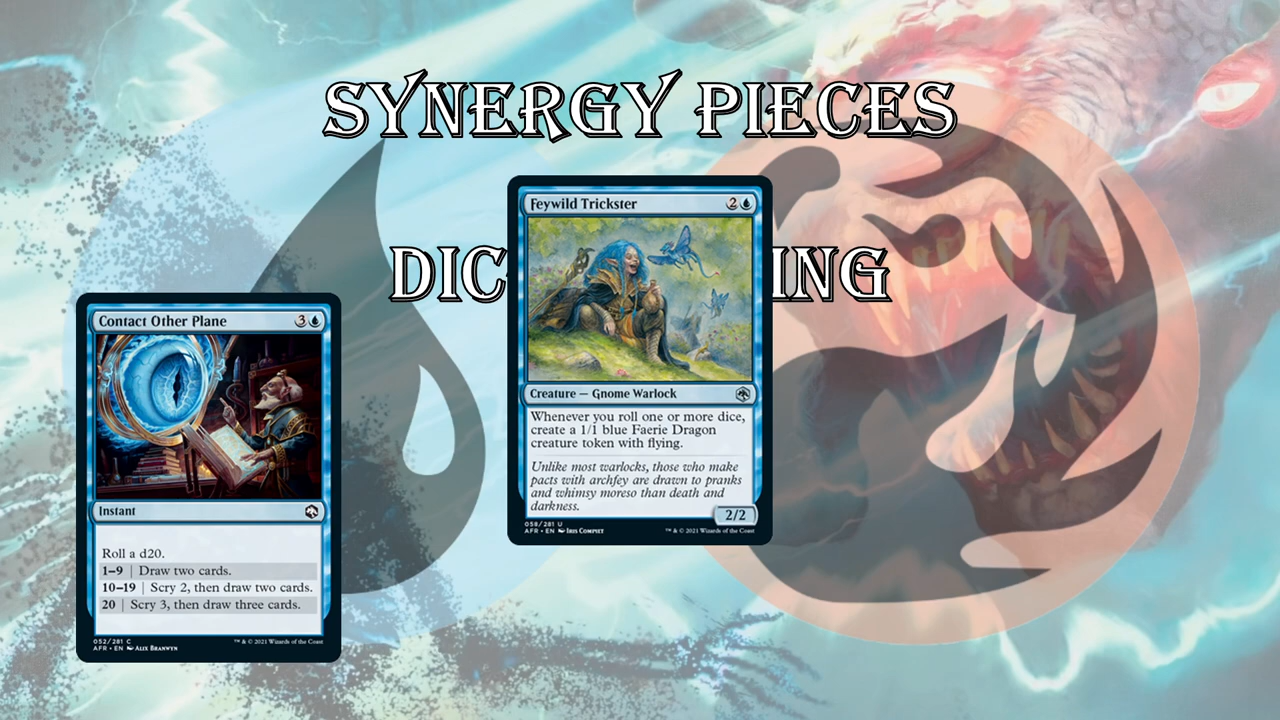 SYNERGY PIECES
DIC ING
Feywild Trickster 2
Creature — Gnome Warlock
Whenever you roll one or more dice,
create a 1/1 blue Faerie Dragon
creature token with flying.
Unlike most warlocks, those who make
pacts with archfey are drawn to pranks
and whimsy moreso than death and
darkness.
2/2
058/281 U
AFR • EN Iris Compiet
™ & © 2021 Wizards of the Coast
Contact Other Plane 3
Instant
Roll a d20.
1–9 | Draw two cards.
10–19 | Scry 2, then draw two cards.
20 | Scry 3, then draw three cards.
052/281 C
AFR • EN Alix Branwyn
™ & © 2021 Wizards of the Coast